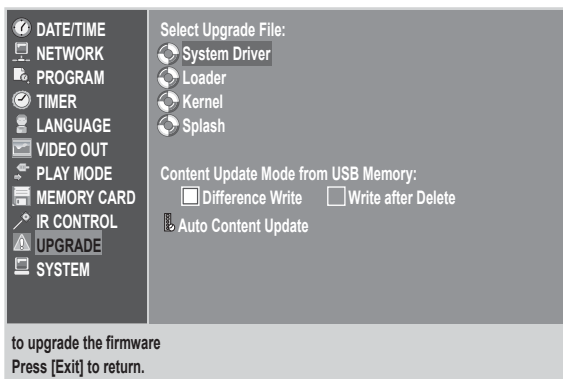 DATE/TIME
NETWORK
PROGRAM
TIMER
LANGUAGE
VIDEO OUT
PLAY MODE
MEMORY CARD
IR CONTROL
UPGRADE
SYSTEM
Select Upgrade File:
System Driver
Loader
Kernel
Splash
Content Update Mode from USB Memory:
Difference Write Write after Delete
Auto Content Update
to upgrade the firmware
Press [Exit] to return.